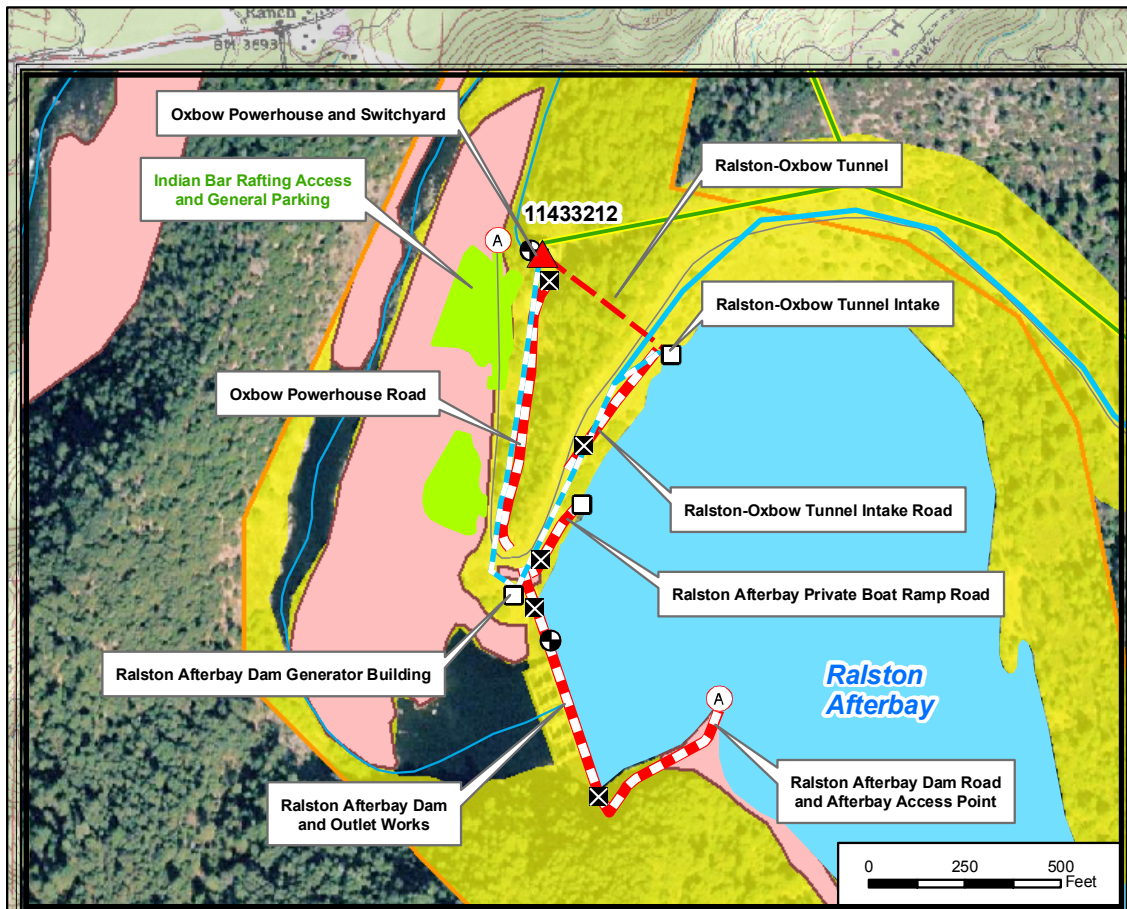 Ranch
BM 3693
Oxbow Powerhouse and Switchyard
Ralston-Oxbow Tunnel
Indian Bar Rafting Access
and General Parking
11433212
A
Ralston-Oxbow Tunnel Intake
Oxbow Powerhouse Road
Ralston-Oxbow Tunnel Intake Road
Ralston Afterbay Private Boat Ramp Road
Ralston Afterbay Dam Generator Building
Ralston
Afterbay
A
Ralston Afterbay Dam Road
and Afterbay Access Point
Ralston Afterbay Dam
and Outlet Works
0 250 500
Feet